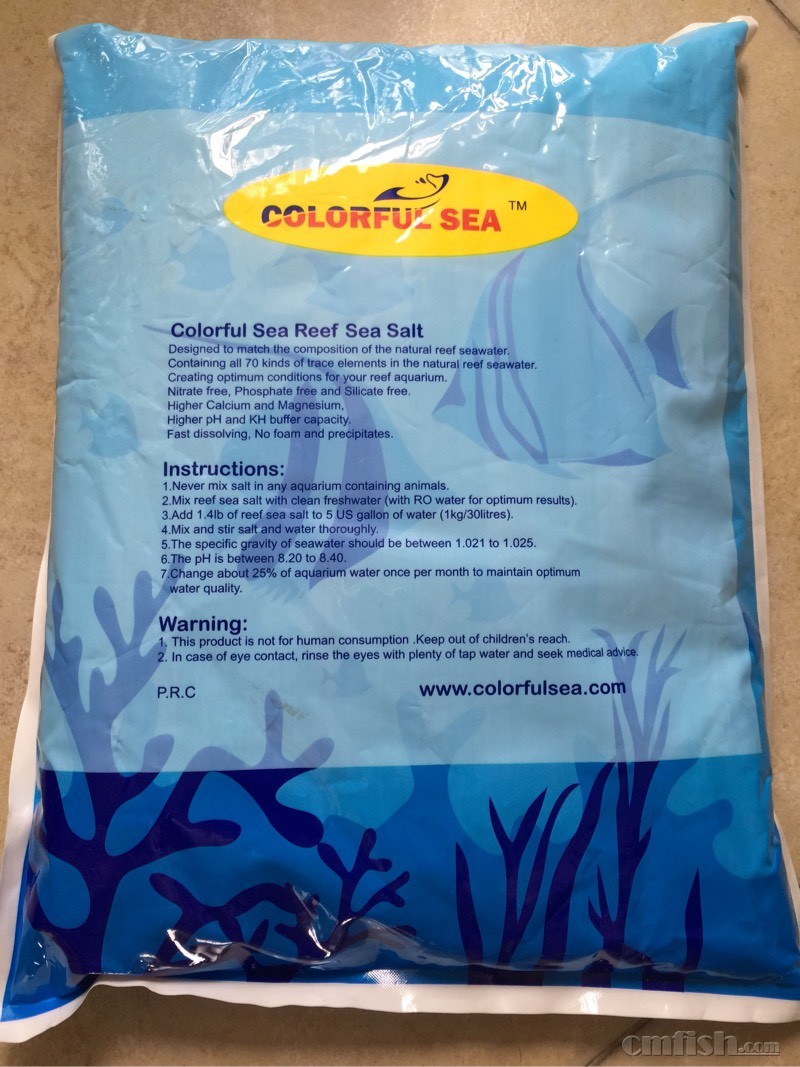 COLORFUL SEA ™
Colorful Sea Reef Sea Salt
Designed to match the composition of the natural reef seawater.
Containing all 70 kinds of trace elements in the natural reef seawater.
Creating optimum conditions for your reef aquarium.
Nitrate free, Phosphate free and Silicate free.
Higher Calcium and Magnesium,
Higher pH and KH buffer capacity.
Fast dissolving, No foam and precipitates.
Instructions:
1.Never mix salt in any aquarium containing animals.
2.Mix reef sea salt with clean freshwater (with RO water for optimum results).
3.Add 1.4lb of reef sea salt to 5 US gallon of water (1kg/30litres).
4.Mix and stir salt and water thoroughly.
5.The specific gravity of seawater should be between 1.021 to 1.025.
6.The pH is between 8.20 to 8.40.
7.Change about 25% of aquarium water once per month to maintain optimum
water quality.
Warning:
1. This product is not for human consumption .Keep out of children's reach.
2. In case of eye contact, rinse the eyes with plenty of tap water and seek medical advice.
P.R.C www.colorfulsea.com
cmfish.com